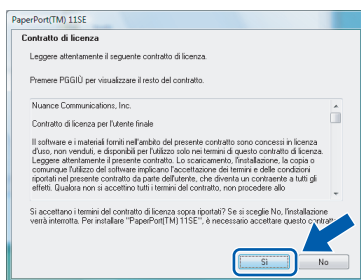 PaperPort(TM) 11SE
Contratto di licenza
Leggere attentamente il seguente contratto di licenza.
Premere PGGIÙ per visualizzare il resto del contratto.
Nuance Communications, Inc.
Contratto di licenza per l'utente finale
Il software e i materiali forniti nell'ambito del presente contratto sono concessi in licenza
d'uso, non venduti, e disponibili per l'utilizzo solo nei termini di questo contratto di licenza.
Leggere attentamente il presente contratto. Lo scaricamento, l'installazione, la copia o
comunque l'utilizzo del software implicano l'accettazione dei termini e delle condizioni
riportati nel presente contratto da parte dell'utente, che diventa un contraente a tutti gli
effetti. Qualora non si accettino tutti i termini del contratto, non procedere allo
Si accettano i termini del contratto di licenza sopra riportati? Se si sceglie No, l'installazione
verrà interrotta. Per installare "PaperPort(TM) 11SE", è necessario accettare questo
Sì
No